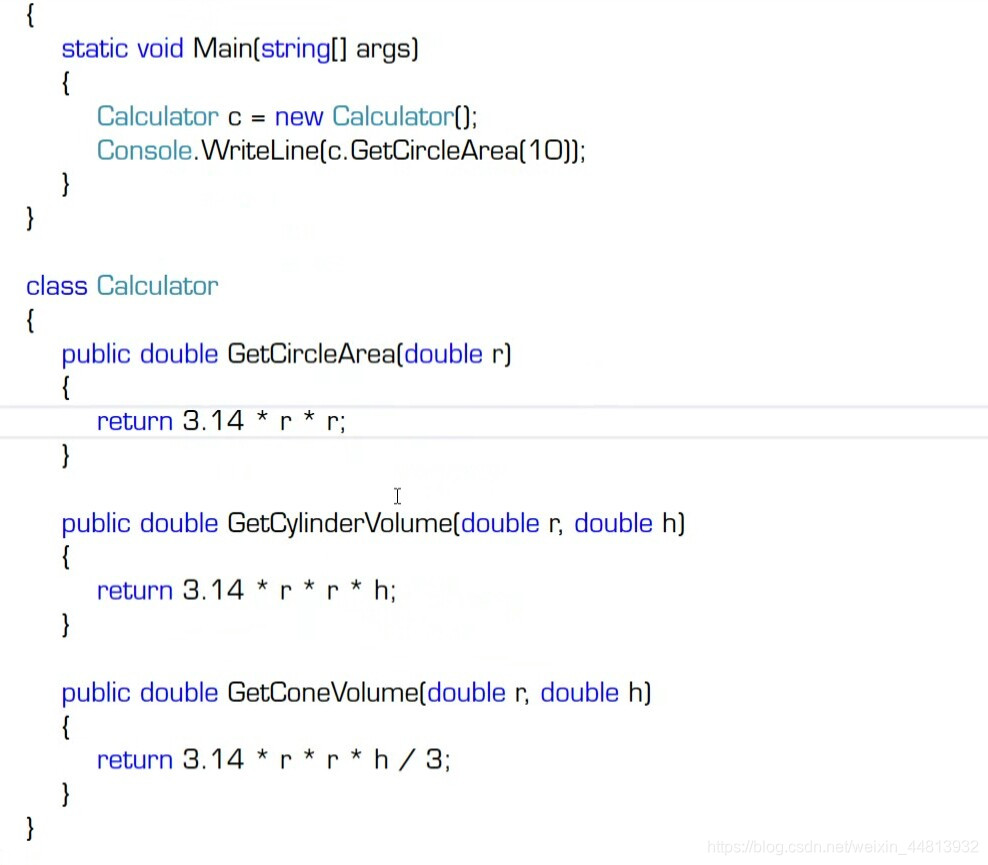 {
static void Main(string[] args)
{
Calculator c = new Calculator();
Console.WriteLine(c.GetCircleArea(10));
}
}
class Calculator
{
public double GetCircleArea(double r)
{
return 3.14 * r * r;
}
public double GetCylinderVolume(double r, double h)
{
return 3.14 * r * r * h;
}
public double GetConeVolume(double r, double h)
{
return 3.14 * r * r * h / 3;
}
}
https://blog.csdn.net/weixin_44813932